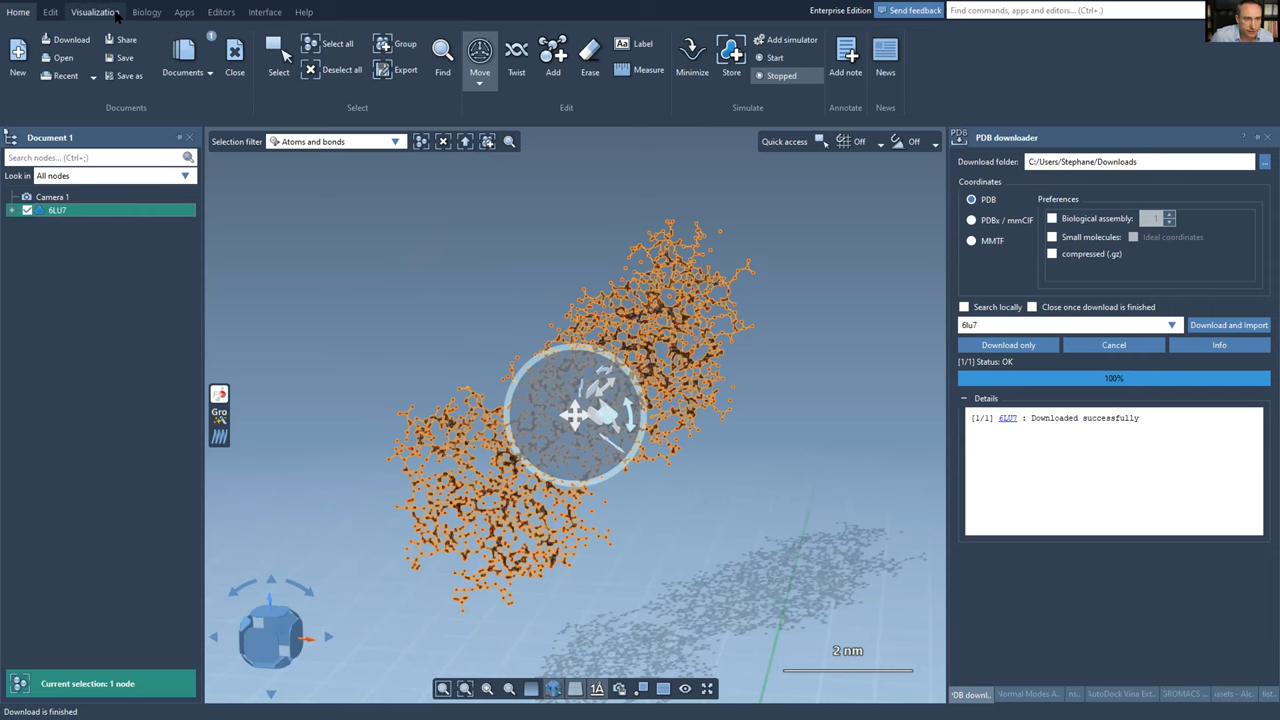 Home Edit Visualization Biology Apps Editors Interface Help Enterprise Edition Send feedback Find commands, apps and editors... (Ctrl+.)
Download Share Select all Group Label Add simulator
Open Save Start
1
New Recent Save as Documents Close Select Deselect all Export Find Move Twist Add Erase Measure Minimize Store Stopped Add note News
Documents Select Edit Simulate Annotate News
Document 1
Search nodes... (Ctrl+;)
Look in All nodes
Camera 1
6LU7
Current selection: 1 node
Download is finished
Selection filter Atoms and bonds Quick access Off Off
Gro
2 nm
PDB PDB downloader
Download folder: C:/Users/Stephane/Downloads ...
Coordinates
PDB Preferences
Biological assembly: 1
PDBx / mmCIF
Small molecules: Ideal coordinates
MMTF
compressed (.gz)
Search locally Close once download is finished
6lu7 Download and Import
Download only Cancel Info
[1/1] Status: OK
100%
Details
[1/1] 6LU7 : Downloaded successfully
AutoDock Vina Ext...